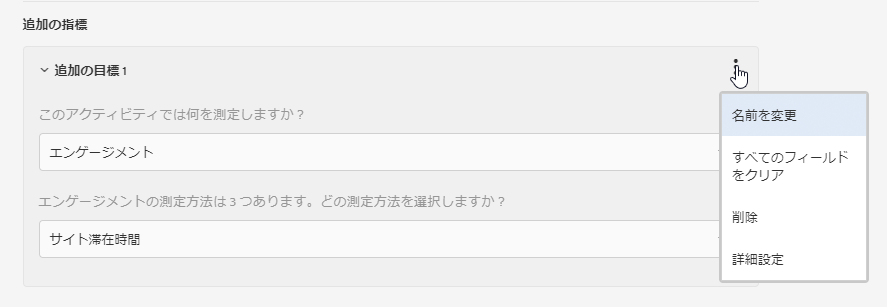 追加の指標
追加の目標 1
このアクティビティでは何を測定しますか？
エンゲージメント
エンゲージメントの測定方法は 3 つあります。どの測定方法を選択しますか？
サイト滞在時間
名前を変更
すべてのフィールド
をクリア
削除
詳細設定